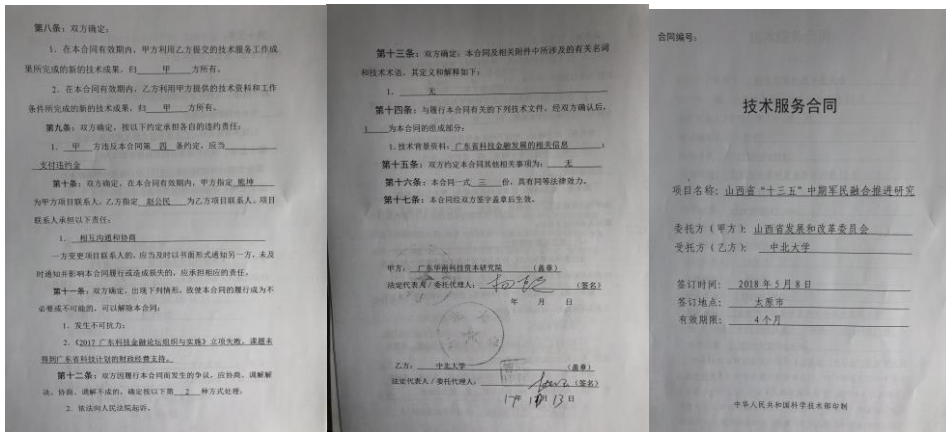 第八条：双方确定：
1．在本合同有效期内，甲方利用乙方提交的技术服务工作成
果所完成的新的技术成果，归 甲 方所有。
2．在本合同有效期内，乙方利用甲方提供的技术资料和工作
条件所完成的新的技术成果，归 甲 方所有。
第九条：双方确定，按以下约定承担各自的违约责任：
1． 甲 方违反本合同第 四 条约定，应当
支付违约金
第十条：双方确定，在本合同有效期内，甲方指定 熊坤
为甲方项目联系人，乙方指定 赵公民 为乙方项目联系人。项目
联系人承担以下责任：
1． 相互沟通和协商
一方变更项目联系人的，应当及时以书面形式通知另一方，未及
时通知并影响本合同履行或造成损失的，应承担相应的责任。
第十一条：双方确定，出现下列情形，致使本合同的履行成为不
必要或不可能的，可以解除本合同：
1．发生不可抗力；
2．《2017 广东科技金融论坛组织与实施》立项失败，课题未
得到广东省科技计划的财政经费支持。
第十二条：双方因履行本合同而发生的争议，应协商、调解解
决。协商、调解不成的，确定按以下第 2 种方式处理：
2．依法向人民法院起诉。
第十三条：双方确定：本合同及相关附件中所涉及的有关名词
和技术术语，其定义和解释如下：
1． 无
第十四条：与履行本合同有关的下列技术文件，经双方确认后，
1 为本合同的组成部分：
1.技术背景资料：广东省科技金融发展的相关信息 ；
第十五条：双方约定本合同其他相关事项为： 无
第十六条：本合同一式 三 份，具有同等法律效力。
第十七条：本合同经双方签字盖章后生效。
甲方： 广东华南科技资本研究院 （盖章）
法定代表人／委托代理人： （签名）
年 月 日
乙方： 中北大学 （盖章）
法定代表人／委托代理人： （签名）
13日
合同编号：
技术服务合同
项目名称：山西省“十三五”中期军民融合推进研究
委托方（甲方）：山西省发展和改革委员会
受托方（乙方）： 中北大学
签订时间： 2018 年 5 月 8 日
签订地点： 太原市
有效期限： 4 个月
中华人民共和国科学技术部印制